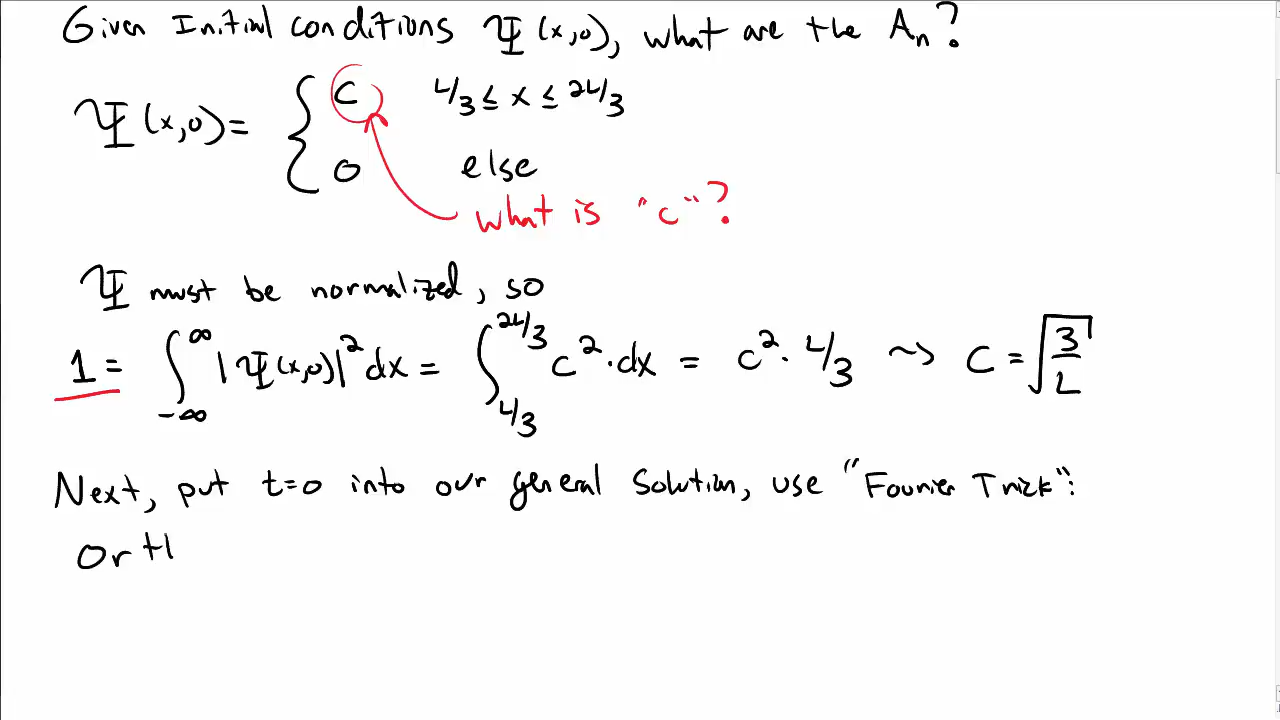 Given Initial conditions Ψ(x,0), what are the Aₙ?
Ψ(x,0) = { C   L/3 ≤ x ≤ 2L/3
0   else
what is "c"?
Ψ must be normalized, so
1 = ∫_{-∞}^{∞} |Ψ(x,0)|² dx = ∫_{L/3}^{2L/3} C² · dx = C² · L/3 ~> C = √(3/L)
Next, put t=0 into our general solution, use "Fourier Trick":
Orth